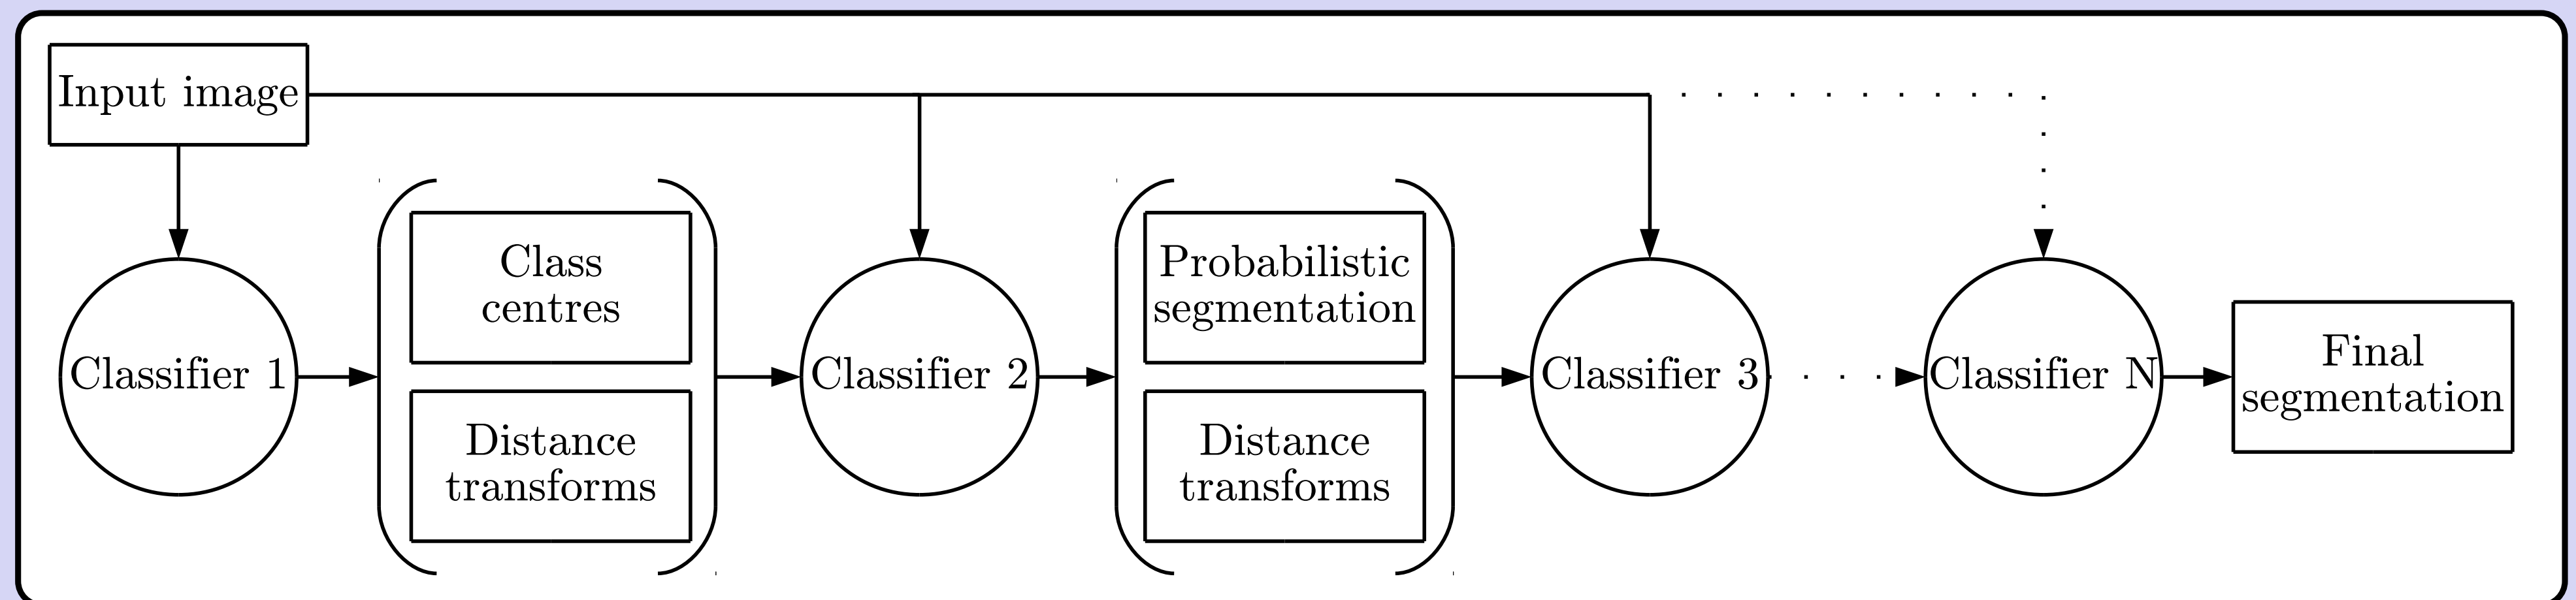 Input image
Classifier 1
Class
centres
Distance
transforms
Classifier 2
Probabilistic
segmentation
Distance
transforms
Classifier 3
Classifier N
Final
segmentation